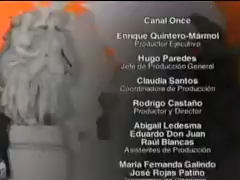 Canal Once
Enrique Quintero-Mármol
Productor Ejecutivo
Hugo Paredes
Jefe de Producción General
Claudia Santos
Coordinadora de Producción
Rodrigo Castaño
Productor y Director
Abigail Ledesma
Eduardo Don Juan
Raúl Blancas
Asistentes de Producción
María Fernanda Galindo
José Rojas Patiño